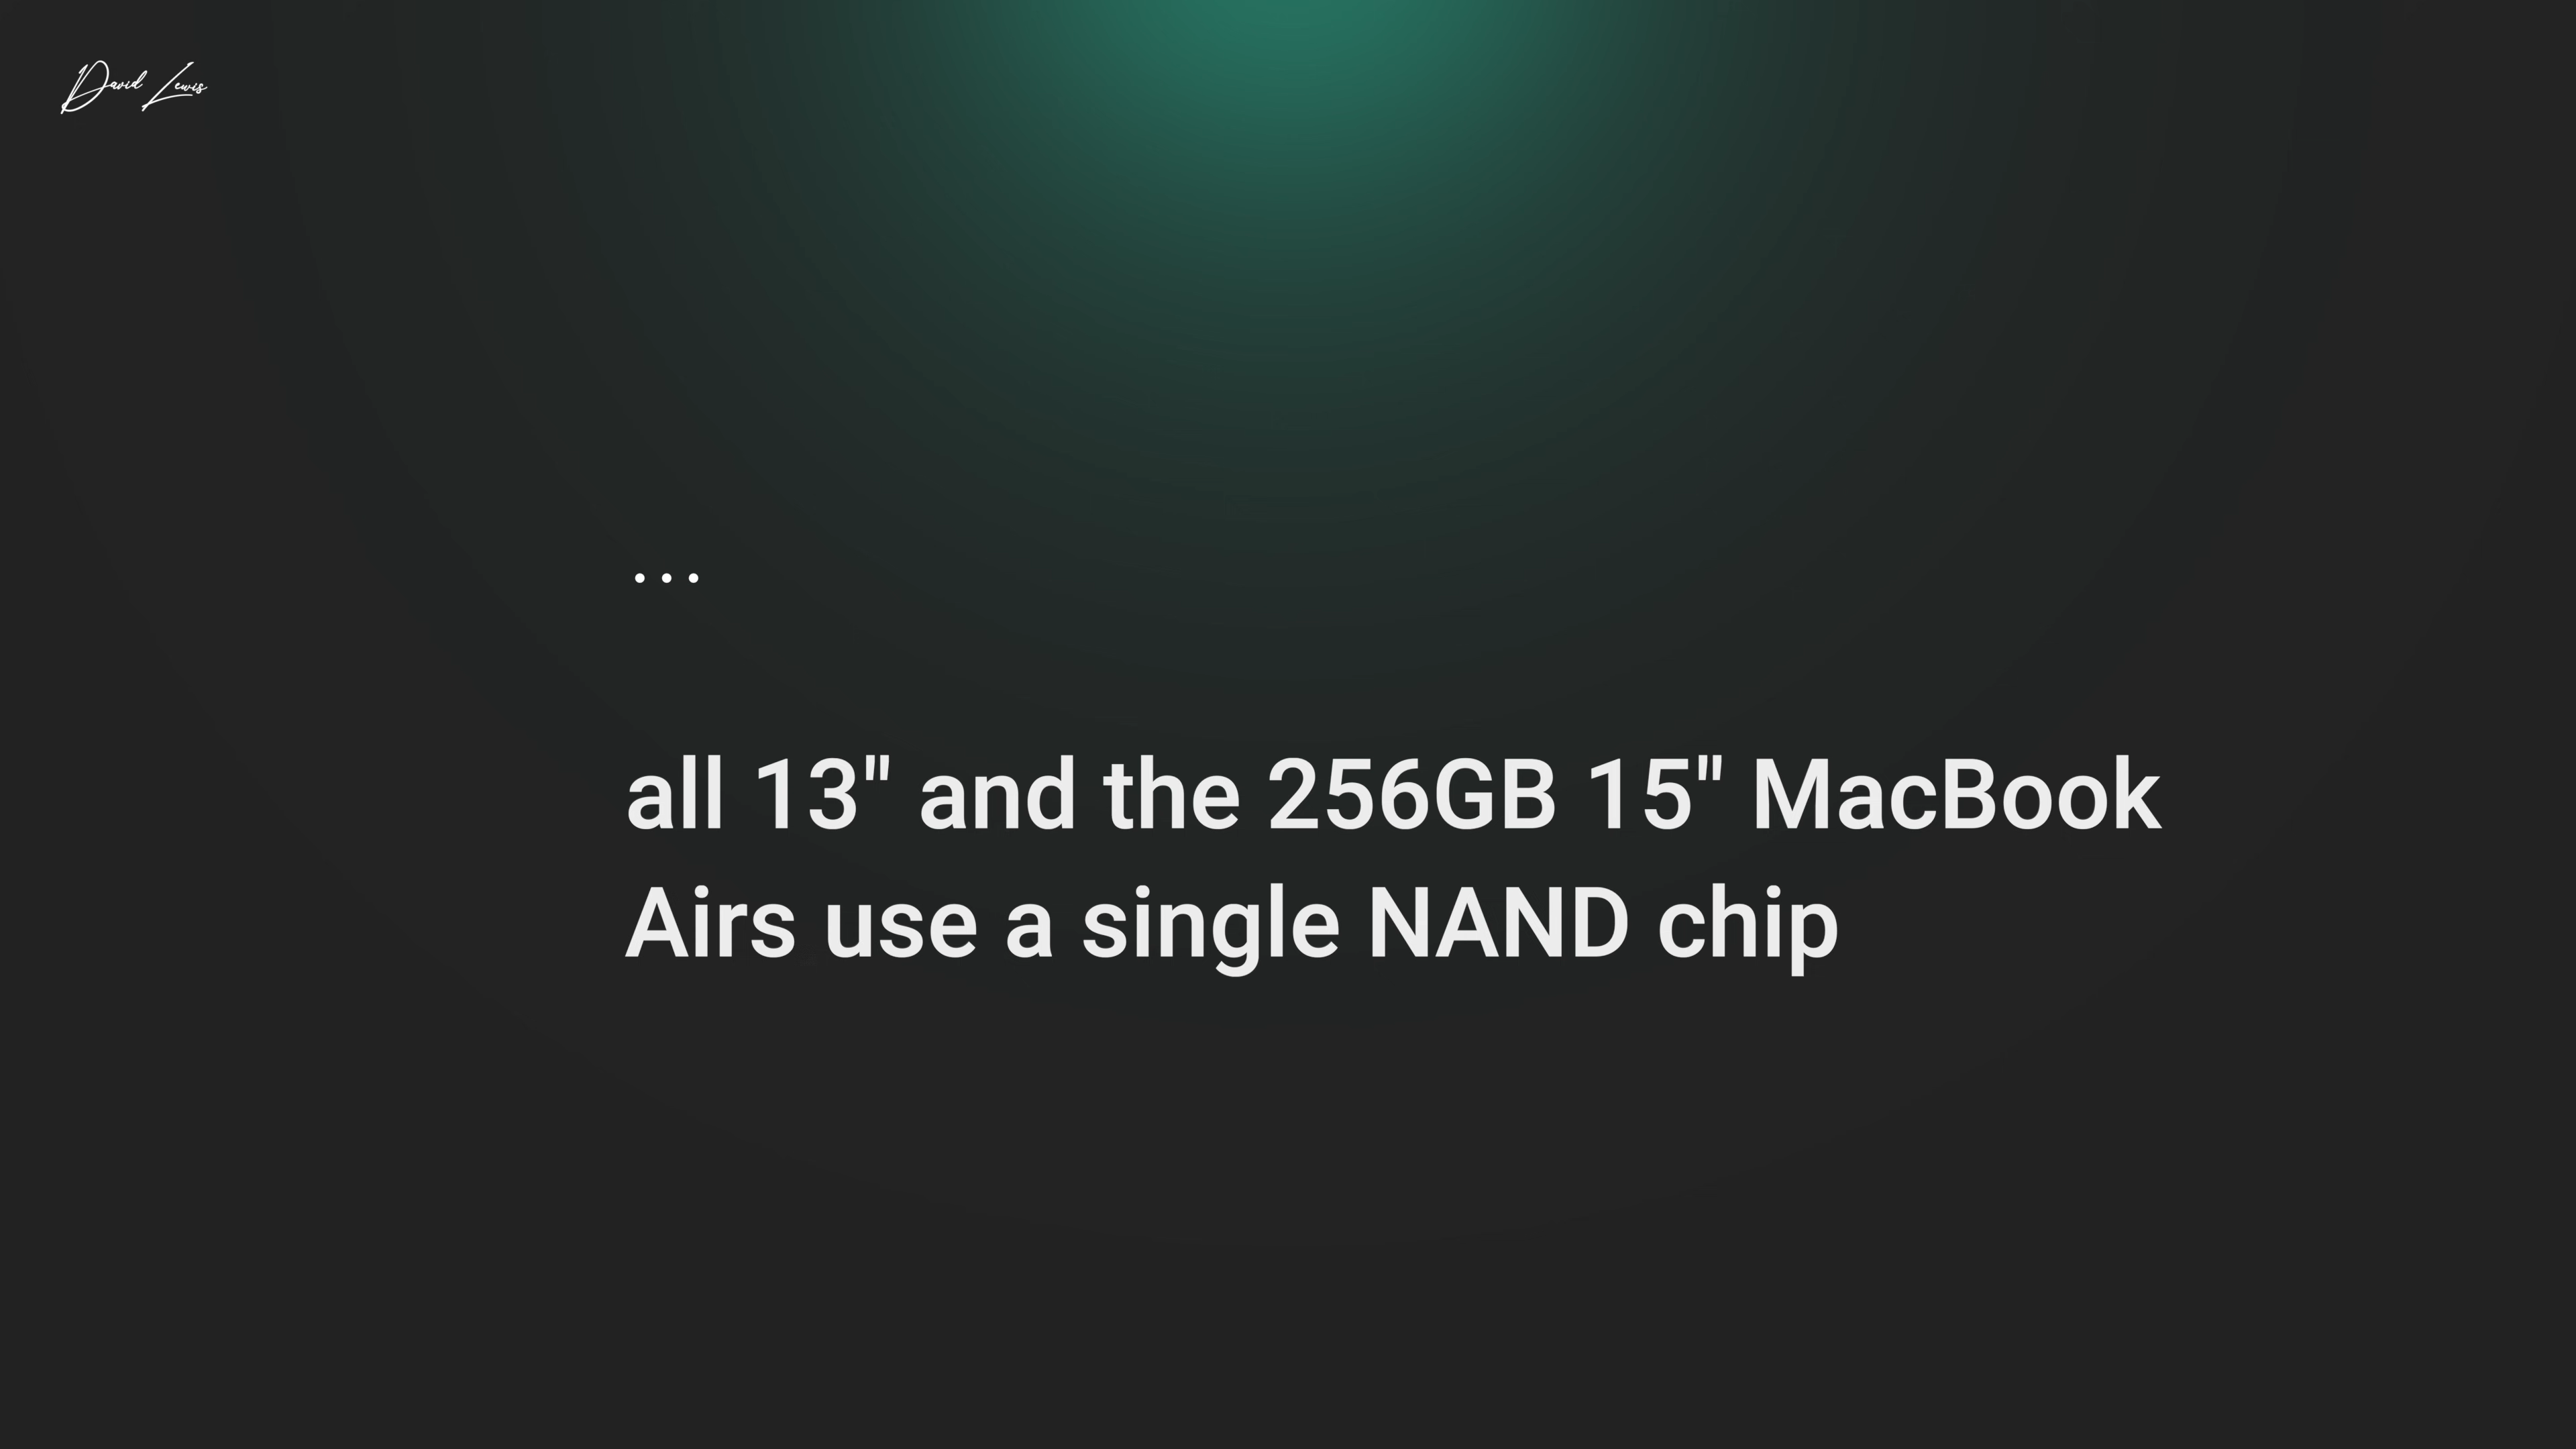 David Lewis
...
all 13" and the 256GB 15" MacBook
Airs use a single NAND chip